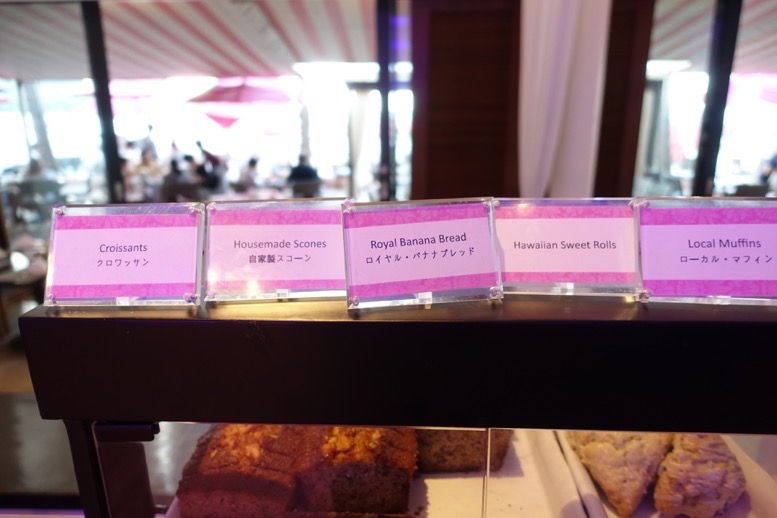 Croissants
クロワッサン
Housemade Scones
自家製スコーン
Royal Banana Bread
ロイヤル・バナナブレッド
Hawaiian Sweet Rolls
Local Muffins
ローカル・マフィン